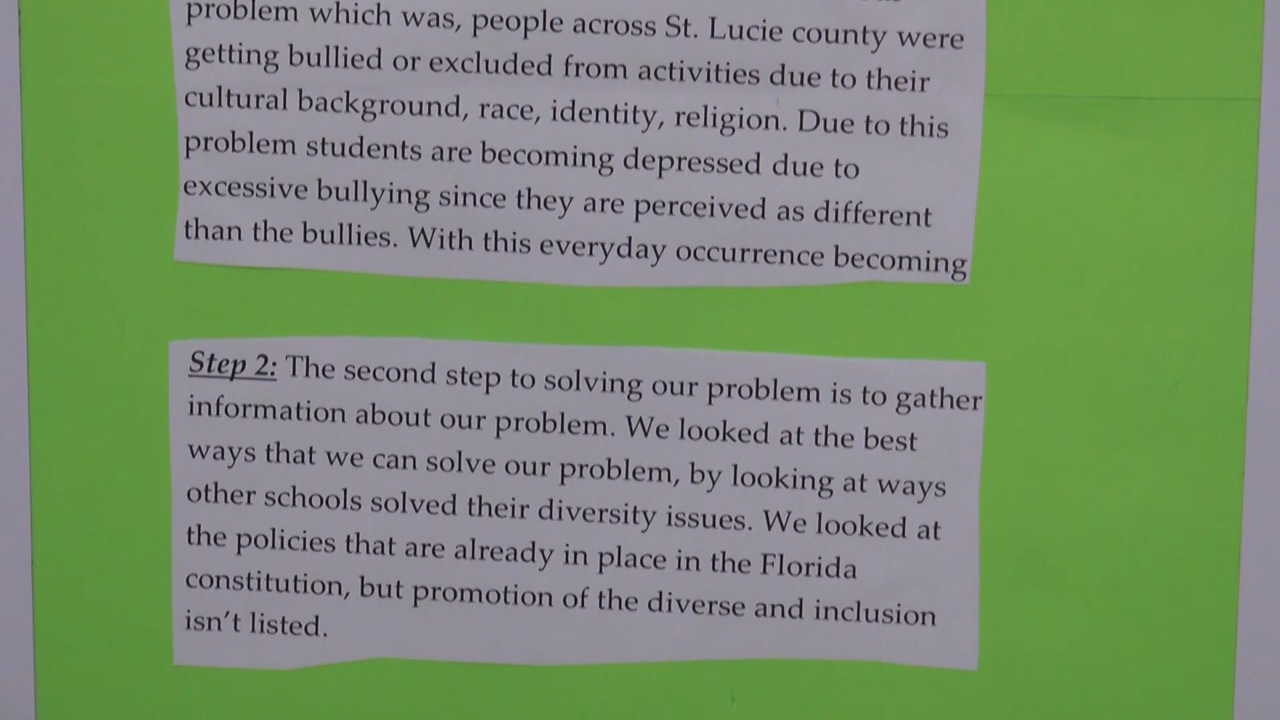 problem which was, people across St. Lucie county were
getting bullied or excluded from activities due to their
cultural background, race, identity, religion. Due to this
problem students are becoming depressed due to
excessive bullying since they are perceived as different
than the bullies. With this everyday occurrence becoming
Step 2: The second step to solving our problem is to gather
information about our problem. We looked at the best
ways that we can solve our problem, by looking at ways
other schools solved their diversity issues. We looked at
the policies that are already in place in the Florida
constitution, but promotion of the diverse and inclusion
isn't listed.